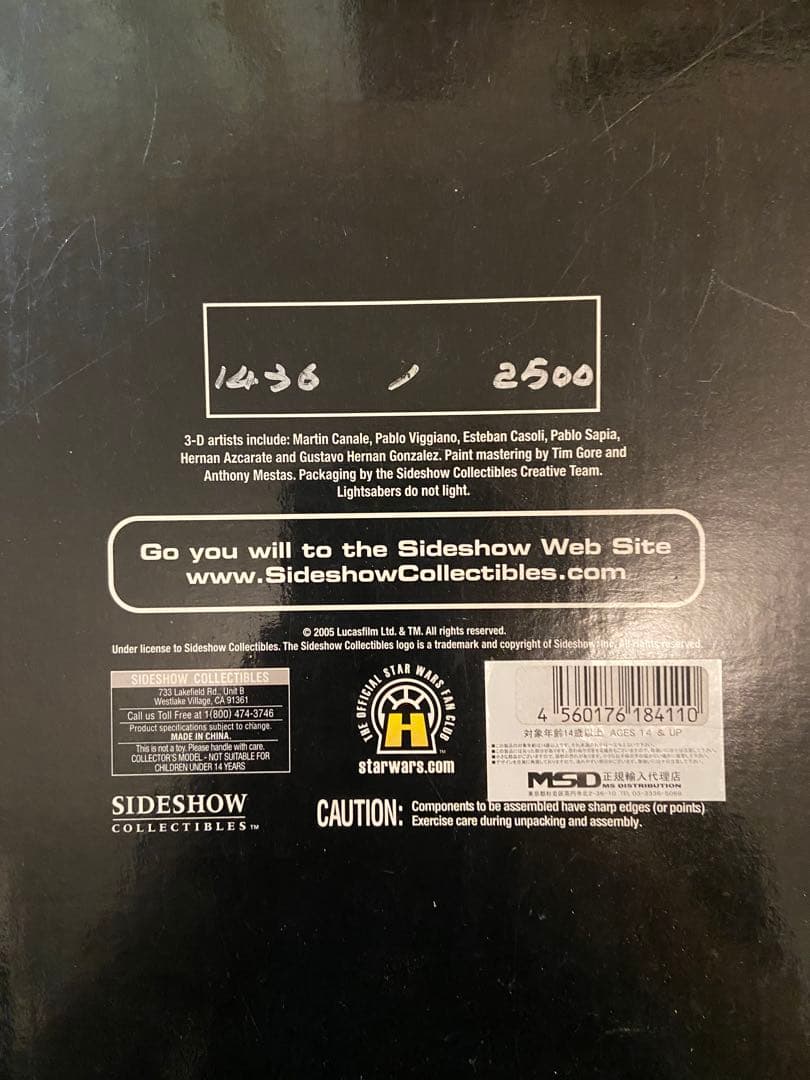 1436 / 2500
3-D artists include: Martin Canale, Pablo Viggiano, Esteban Casoli, Pablo Sapia,
Hernan Azcarate and Gustavo Hernan Gonzalez. Paint mastering by Tim Gore and
Anthony Mestas. Packaging by the Sideshow Collectibles Creative Team.
Lightsabers do not light.
Go you will to the Sideshow Web Site
www.SideshowCollectibles.com
© 2005 Lucasfilm Ltd. & TM. All rights reserved.
Under license to Sideshow Collectibles. The Sideshow Collectibles logo is a trademark and copyright of Sideshow Inc. All rights reserved.
SIDESHOW COLLECTIBLES
733 Lakefield Rd., Unit B
Westlake Village, CA 91361
Call us Toll Free at 1(800) 474-3746
Product specifications subject to change.
MADE IN CHINA.
This is not a toy. Please handle with care.
COLLECTOR'S MODEL - NOT SUITABLE FOR
CHILDREN UNDER 14 YEARS
THE OFFICIAL STAR WARS FAN CLUB
H
TM
starwars.com
4 560176 184110
対象年齢14歳以上 AGES 14 & UP
MSD 正規輸入代理店
MS DISTRIBUTION
SIDESHOW
COLLECTIBLES TM
CAUTION: Components to be assembled have sharp edges (or points)
Exercise care during unpacking and assembly.